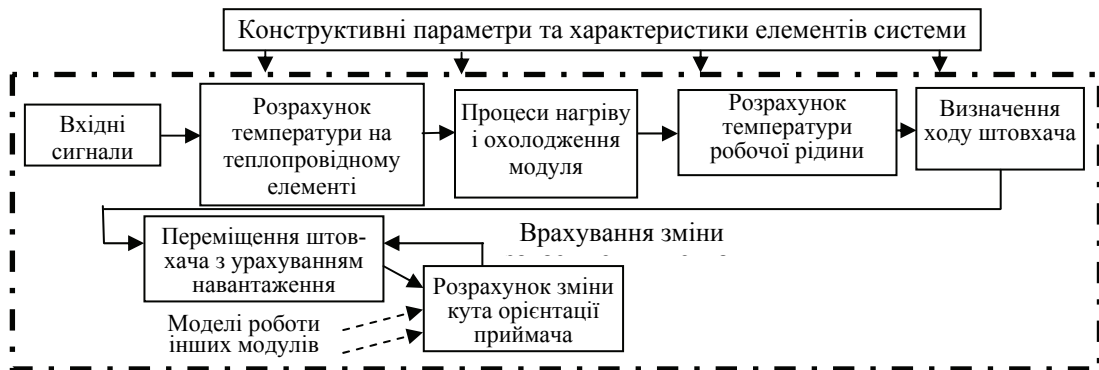 Конструктивні параметри та характеристики елементів системи
Вхідні
сигнали
Розрахунок
температури на
теплопровідному
елементі
Процеси нагріву
і охолодження
модуля
Розрахунок
температури
робочої рідини
Визначення
ходу штовхача
Переміщення штов-
хача з урахуванням
навантаження
Врахування зміни
Розрахунок зміни
кута орієнтації
приймача
Моделі роботи
інших модулів